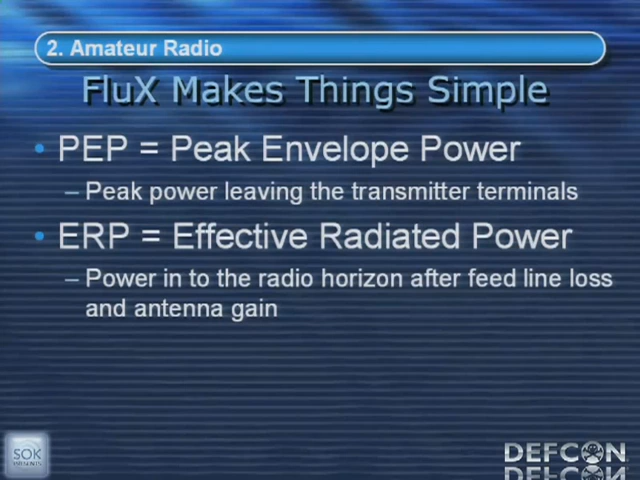 2. Amateur Radio
FluX Makes Things Simple
• PEP = Peak Envelope Power
– Peak power leaving the transmitter terminals
• ERP = Effective Radiated Power
– Power in to the radio horizon after feed line loss
and antenna gain
SOK
PRESENTS
DEFCON